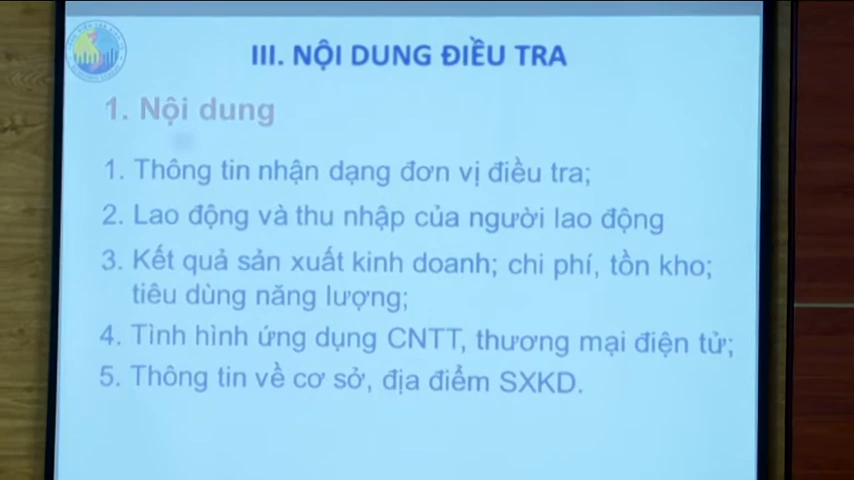 III. NỘI DUNG ĐIỀU TRA
1. Nội dung
1. Thông tin nhận dạng đơn vị điều tra;
2. Lao động và thu nhập của người lao động
3. Kết quả sản xuất kinh doanh; chi phí, tồn kho;
tiêu dùng năng lượng;
4. Tình hình ứng dụng CNTT, thương mại điện tử;
5. Thông tin về cơ sở, địa điểm SXKD.